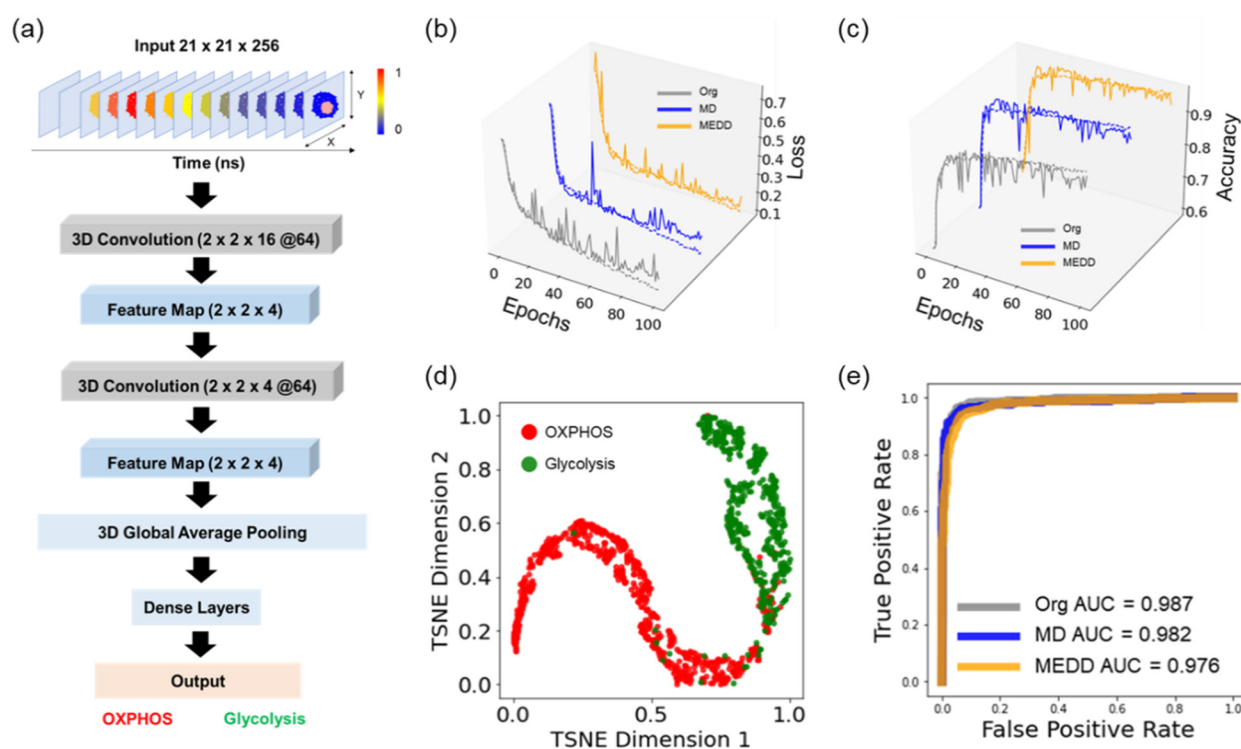 (a)
Input 21 x 21 x 256
1
0
Y
X
Time (ns)
3D Convolution (2 x 2 x 16 @64)
Feature Map (2 x 2 x 4)
3D Convolution (2 x 2 x 4 @64)
Feature Map (2 x 2 x 4)
3D Global Average Pooling
Dense Layers
Output
OXPHOS Glycolysis
(b)
Org
MD
MEDD
0.7
0.6
0.5
0.4
0.3
0.2
0.1
Loss
0
20
40
60
80
100
Epochs
(c)
0.9
0.8
0.7
0.6
Accuracy
Org
MD
MEDD
0
20
40
60
80
100
Epochs
(d)
OXPHOS
Glycolysis
1.0
0.8
0.6
0.4
0.2
0.0
TSNE Dimension 2
0.0 0.5 1.0
TSNE Dimension 1
(e)
1.0
0.8
0.6
0.4
0.2
0.0
True Positive Rate
Org AUC = 0.987
MD AUC = 0.982
MEDD AUC = 0.976
0.0 0.2 0.4 0.6 0.8 1.0
False Positive Rate